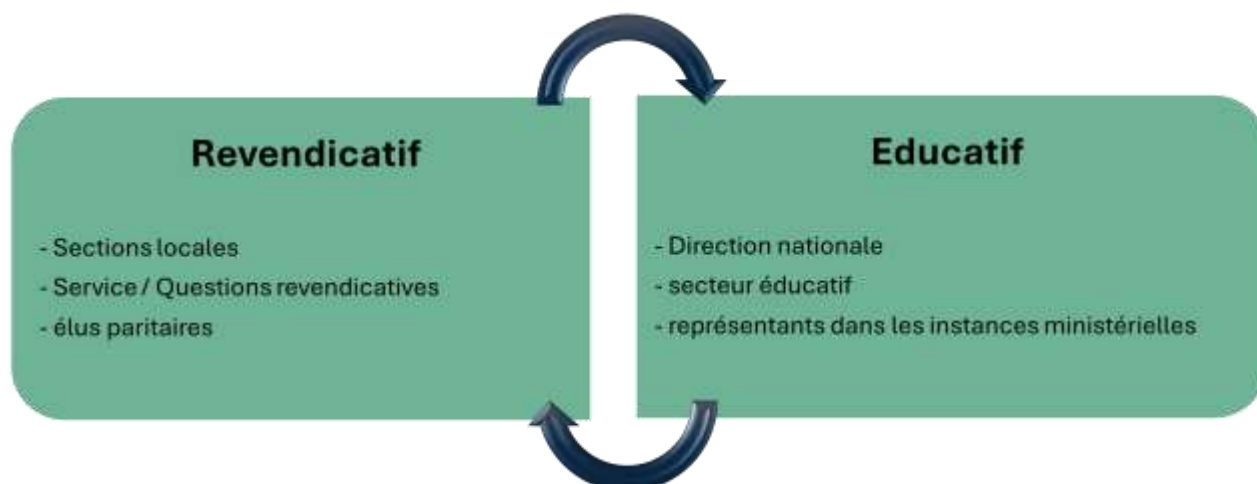 Revendicatif
- Sections locales
- Service / Questions revendicatives
- élus paritaires
Educatif
- Direction nationale
- secteur éducatif
- représentants dans les instances ministérielles